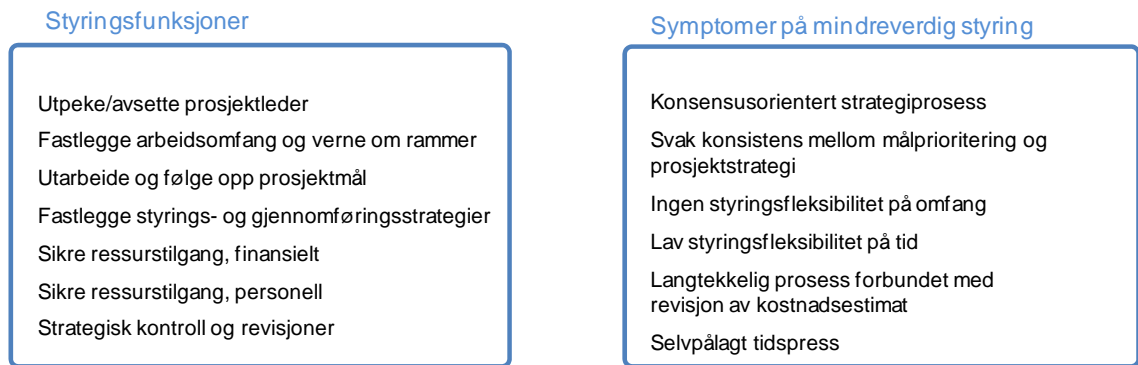 Styringsfunksjoner
Utpeke/avsette prosjektleder
Fastlegge arbeidsomfang og verne om rammer
Utarbeide og følge opp prosjektmål
Fastlegge styrings- og gjennomføringsstrategier
Sikre ressurstilgang, finansielt
Sikre ressurstilgang, personell
Strategisk kontroll og revisjoner
Symptomer på mindreverdig styring
Konsensusorientert strategiprosess
Svak konsistens mellom målprioritering og
prosjektstrategi
Ingen styringsfleksibilitet på omfang
Lav styringsfleksibilitet på tid
Langtekkelig prosess forbundet med
revisjon av kostnadsestimat
Selvpålagt tidspress